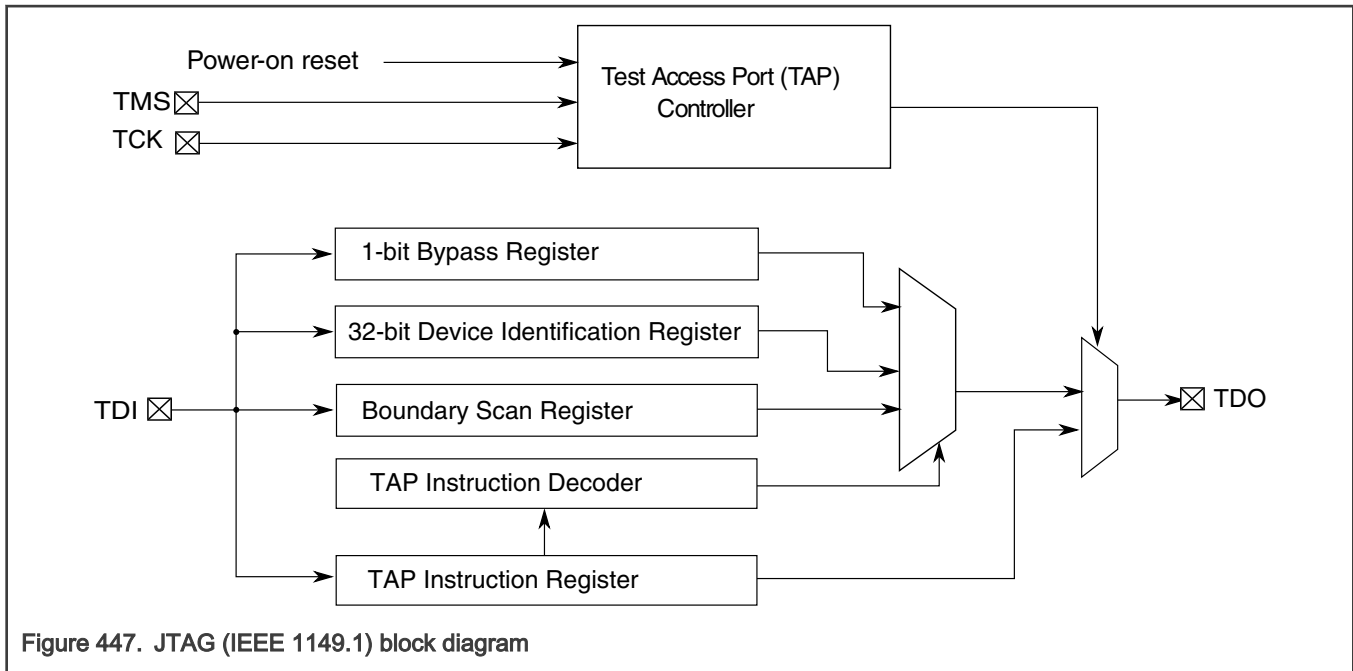 Power-on reset
TMS
TCK
Test Access Port (TAP)
Controller
1-bit Bypass Register
32-bit Device Identification Register
TDI
Boundary Scan Register
TDO
TAP Instruction Decoder
TAP Instruction Register
Figure 447. JTAG (IEEE 1149.1) block diagram